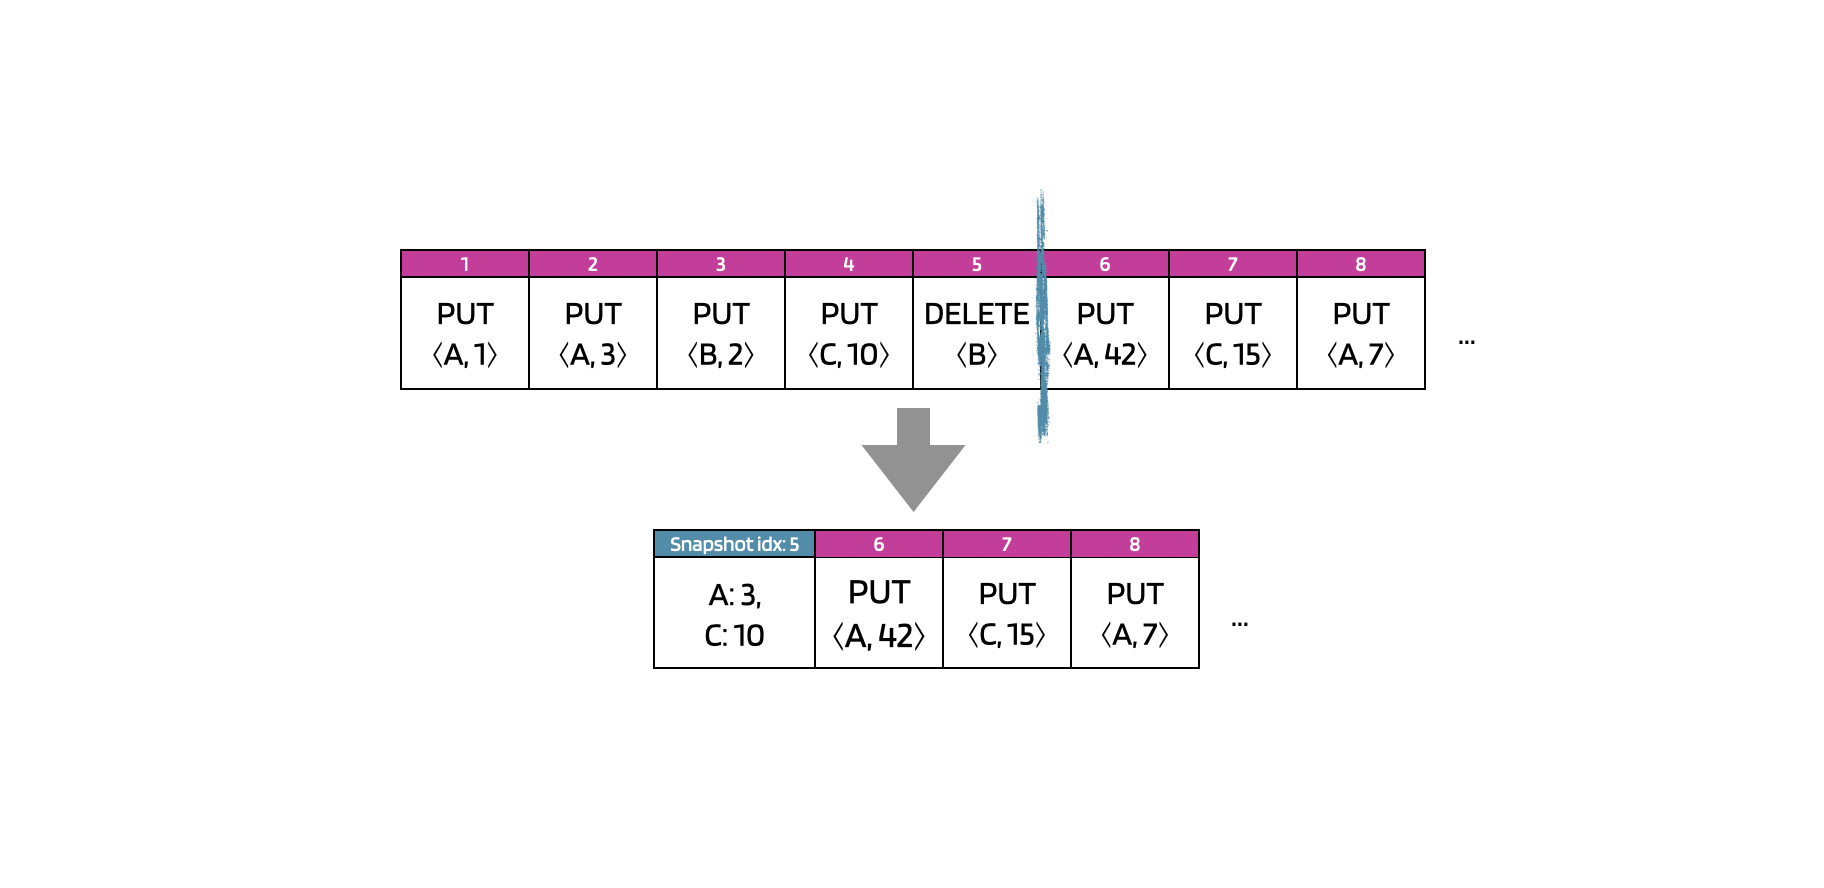 1 2 3 4 5 6 7 8
PUT PUT PUT PUT DELETE PUT PUT PUT
⟨A, 1⟩ ⟨A, 3⟩ ⟨B, 2⟩ ⟨C, 10⟩ ⟨B⟩ ⟨A, 42⟩ ⟨C, 15⟩ ⟨A, 7⟩ ...
Snapshot idx: 5 6 7 8
A: 3, PUT PUT PUT
C: 10 ⟨A, 42⟩ ⟨C, 15⟩ ⟨A, 7⟩ ...